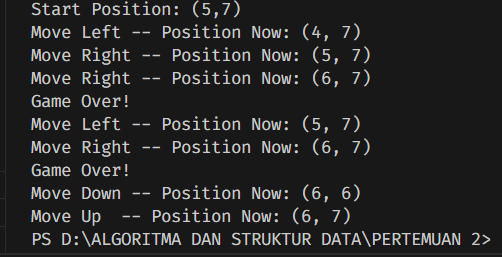 Start Position: (5,7)
Move Left -- Position Now: (4, 7)
Move Right -- Position Now: (5, 7)
Move Right -- Position Now: (6, 7)
Game Over!
Move Left -- Position Now: (5, 7)
Move Right -- Position Now: (6, 7)
Game Over!
Move Down -- Position Now: (6, 6)
Move Up  -- Position Now: (6, 7)
PS D:\ALGORITMA DAN STRUKTUR DATA\PERTEMUAN 2>